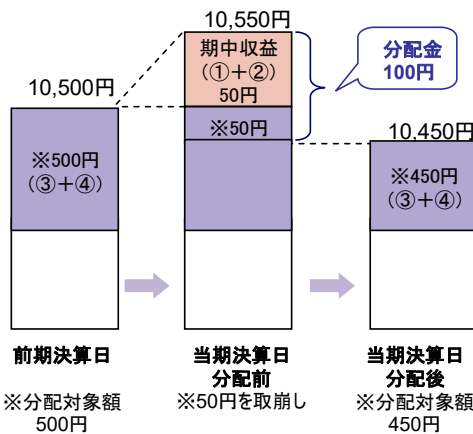 10,550円
期中収益
(①+②)
50円
分配金
100円
10,500円
※50円
10,450円
※500円
(③+④)
※450円
(③+④)
前期決算日
当期決算日
分配前
当期決算日
分配後
※分配対象額
500円
※50円を取崩し
※分配対象額
450円